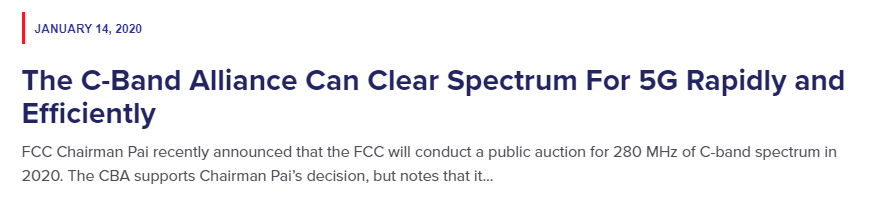 JANUARY 14, 2020
The C-Band Alliance Can Clear Spectrum For 5G Rapidly and
Efficiently
FCC Chairman Pai recently announced that the FCC will conduct a public auction for 280 MHz of C-band spectrum in
2020. The CBA supports Chairman Pai’s decision, but notes that it...